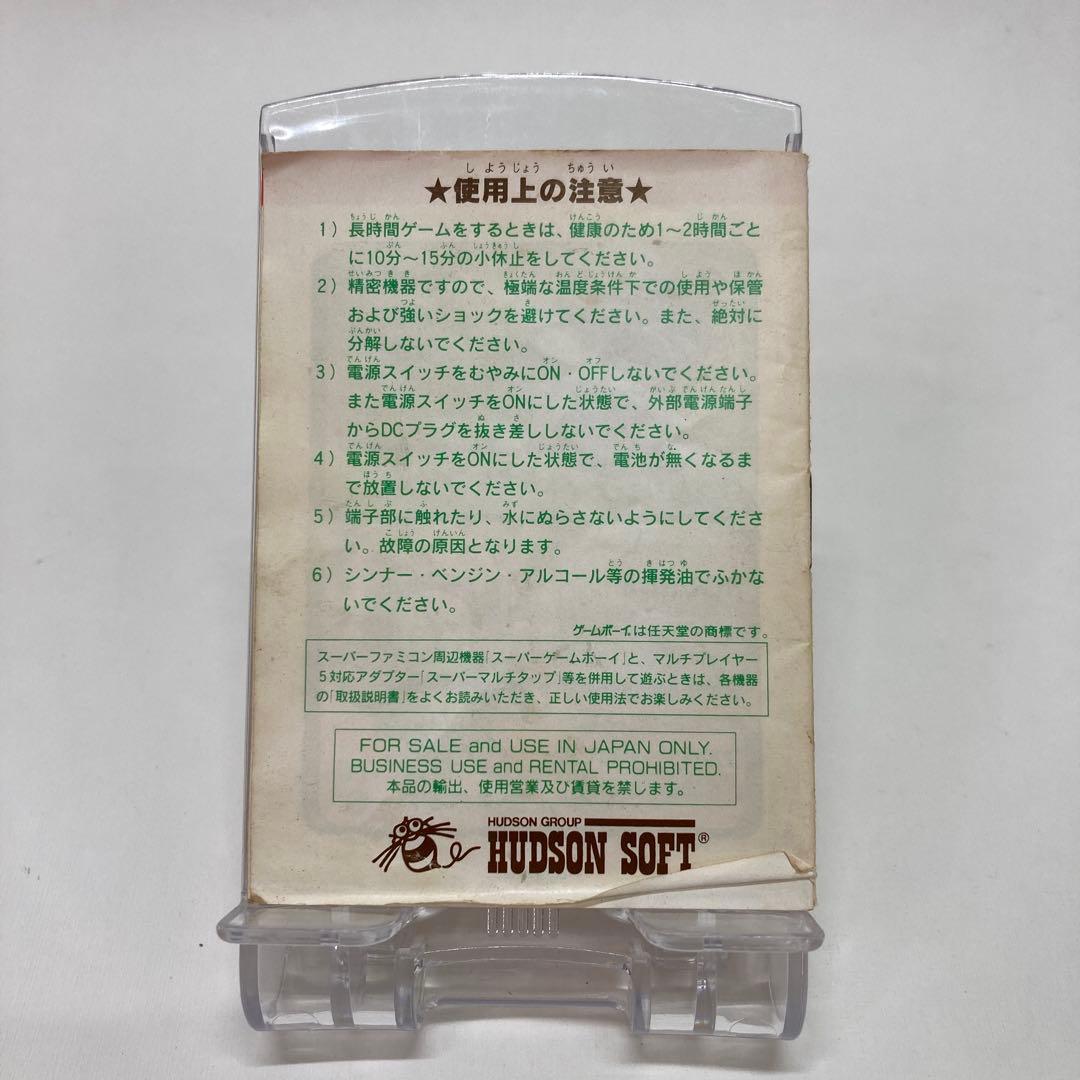 ★使用上の注意★
1）長時間ゲームをするときは、健康のため1～2時間ごと
に10分～15分の小休止をしてください。
2）精密機器ですので、極端な温度条件下での使用や保管
および強いショックを避けてください。また、絶対に
分解しないでください。
3）電源スイッチをむやみにON・OFFしないでください。
また電源スイッチをONにした状態で、外部電源端子
からDCプラグを抜き差ししないでください。
4）電源スイッチをONにした状態で、電池が無くなるま
で放置しないでください。
5）端子部に触れたり、水にぬらさないようにしてくださ
い。故障の原因となります。
6）シンナー・ベンジン・アルコール等の揮発油でふかな
いでください。
ゲームボーイは任天堂の商標です。
スーパーファミコン周辺機器「スーパーゲームボーイ」と、マルチプレイヤー
5対応アダプター「スーパーマルチタップ」等を併用して遊ぶときは、各機器
の「取扱説明書」をよくお読みいただき、正しい使用法でお楽しみください。
FOR SALE and USE IN JAPAN ONLY.
BUSINESS USE and RENTAL PROHIBITED.
本品の輸出、使用営業及び賃貸を禁じます。
HUDSON GROUP
HUDSON SOFT®